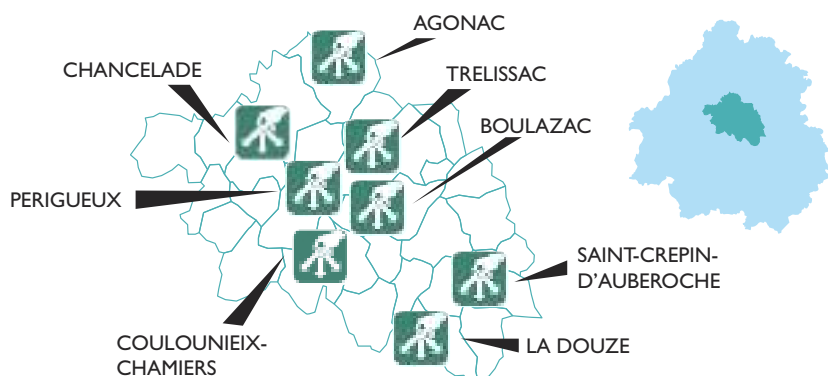 AGONAC
CHANCELADE
TRELISSAC
BOULAZAC
PERIGUEUX
SAINT-CREPIN-
D'AUBEROCHE
COULOUNIEIX-
CHAMIERS
LA DOUZE